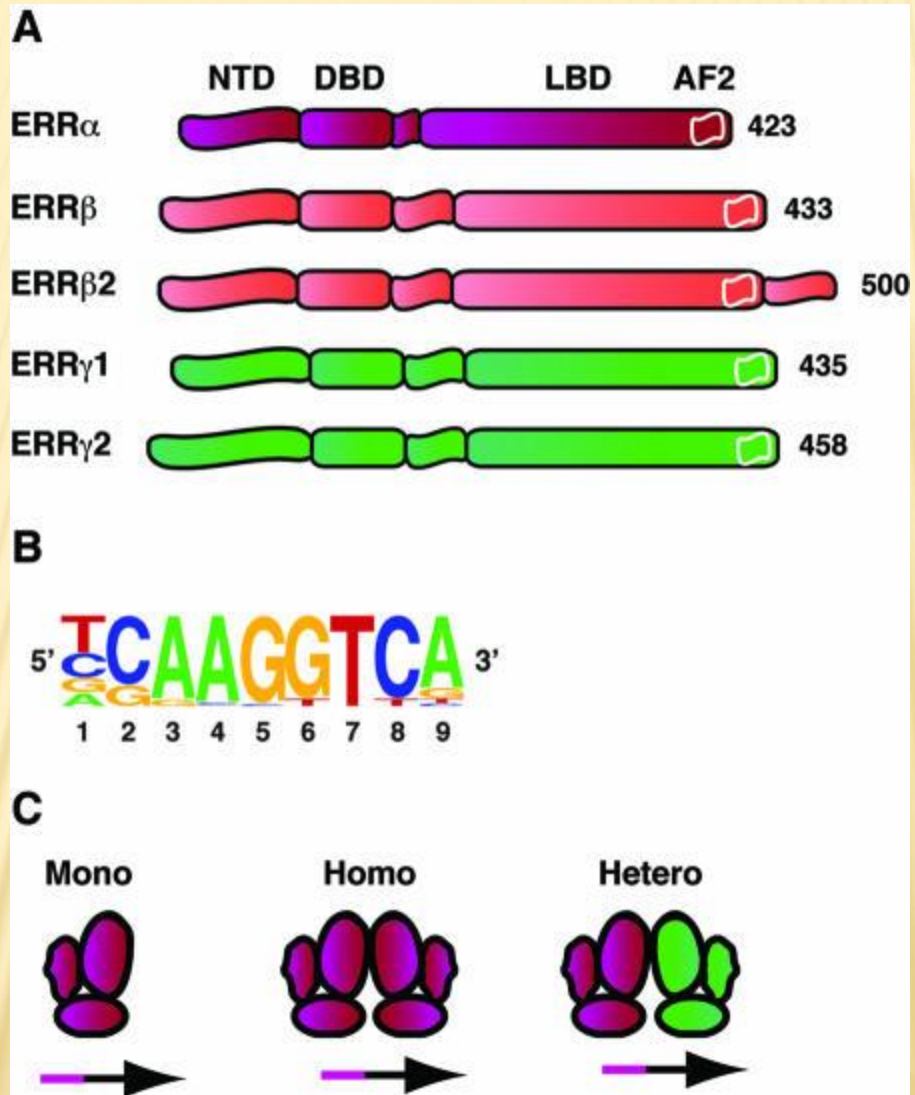 A
NTD DBD LBD AF2
ERRα 423
ERRβ 433
ERRβ2 500
ERRγ1 435
ERRγ2 458
B
5' TCAAGGTCA 3'
C G G T T G T
G
A
1 2 3 4 5 6 7 8 9
C
Mono Homo Hetero